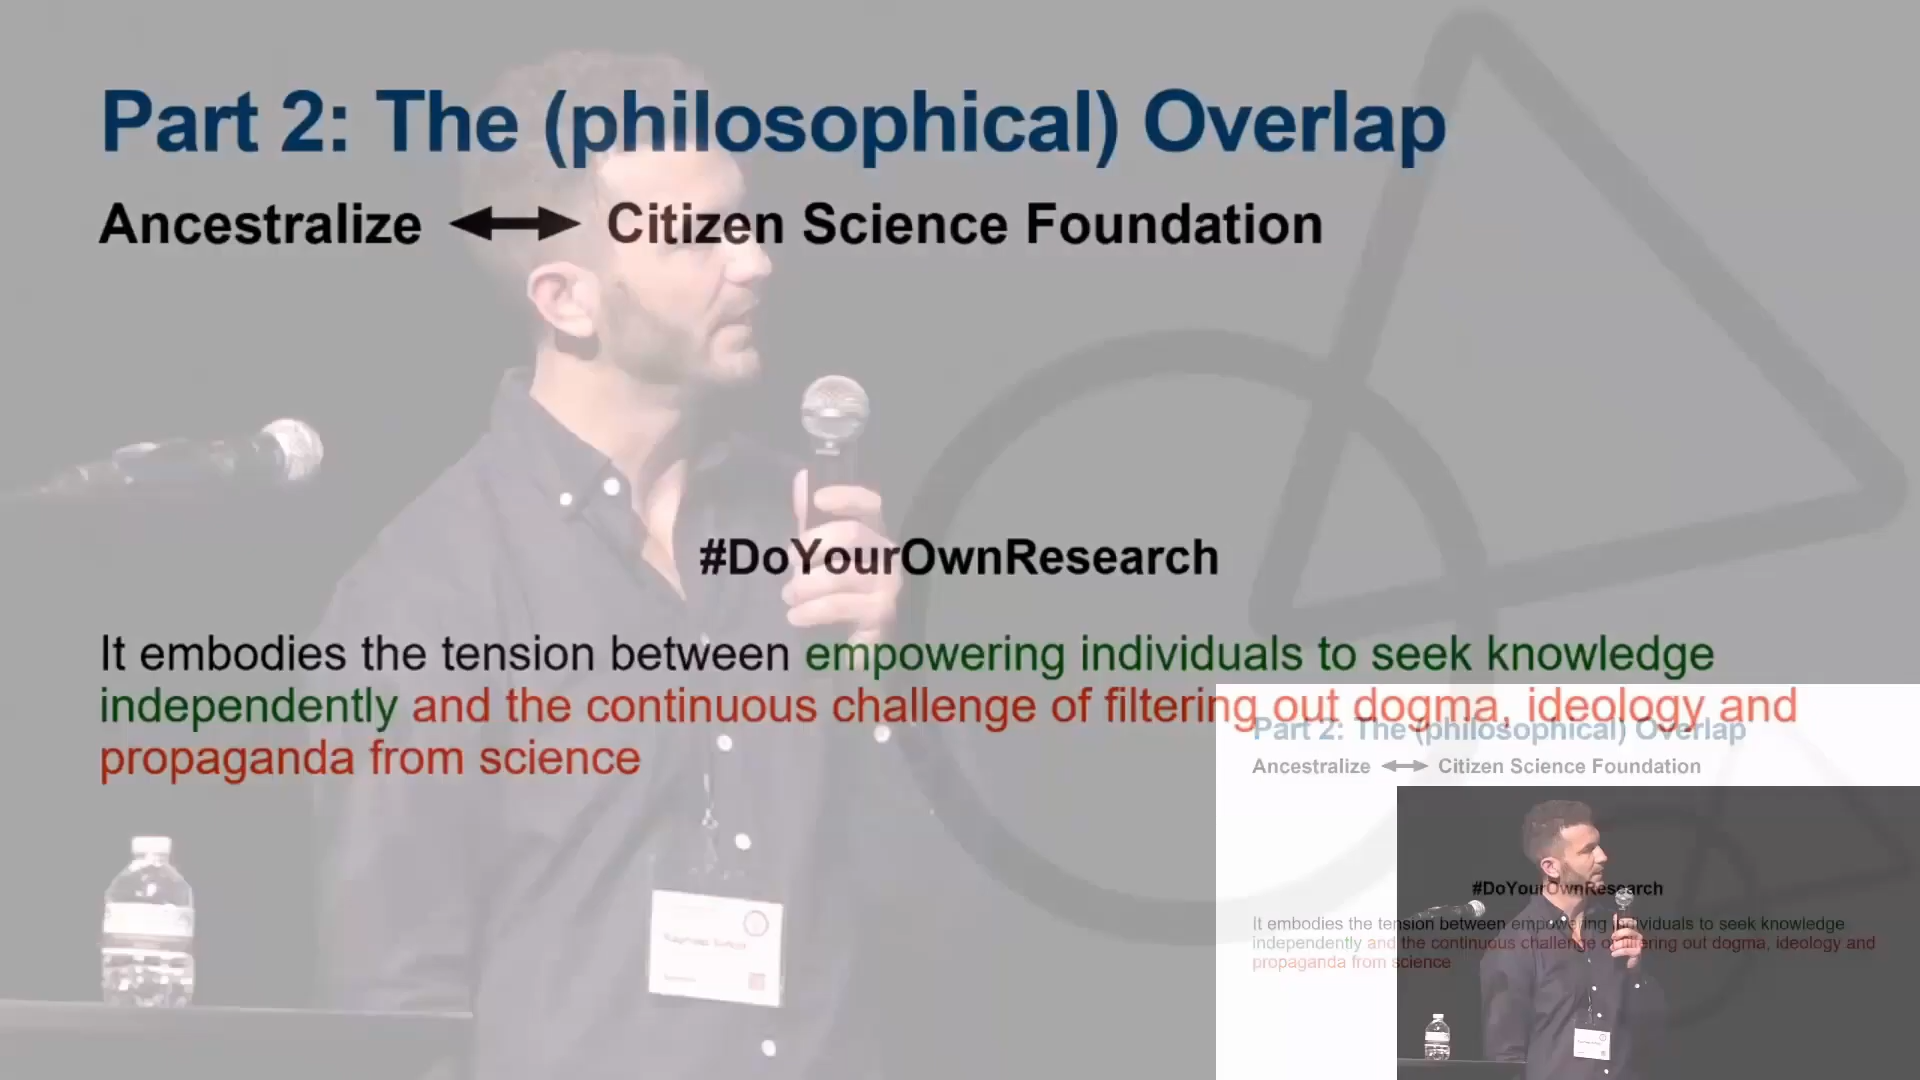 Part 2: The (philosophical) Overlap
Ancestralize ⟷ Citizen Science Foundation
#DoYourOwnResearch
It embodies the tension between empowering individuals to seek knowledge
independently and the continuous challenge of filtering out dogma, ideology and
propaganda from science
Part 2: The (philosophical) Overlap
Ancestralize ⟷ Citizen Science Foundation
#DoYourOwnResearch
It embodies the tension between empowering individuals to seek knowledge
independently and the continuous challenge of filtering out dogma, ideology and
propaganda from science